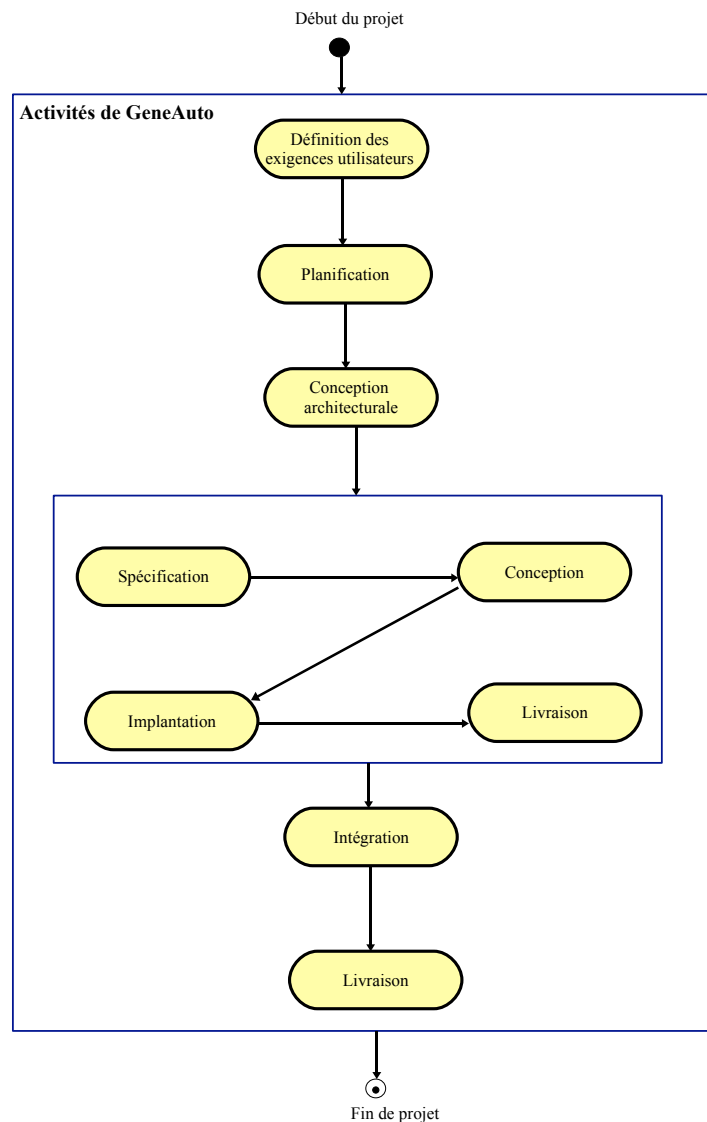 Début du projet
Activités de GeneAuto
Définition des
exigences utilisateurs
Planification
Conception
architecturale
Spécification
Conception
Implantation
Livraison
Intégration
Livraison
Fin de projet